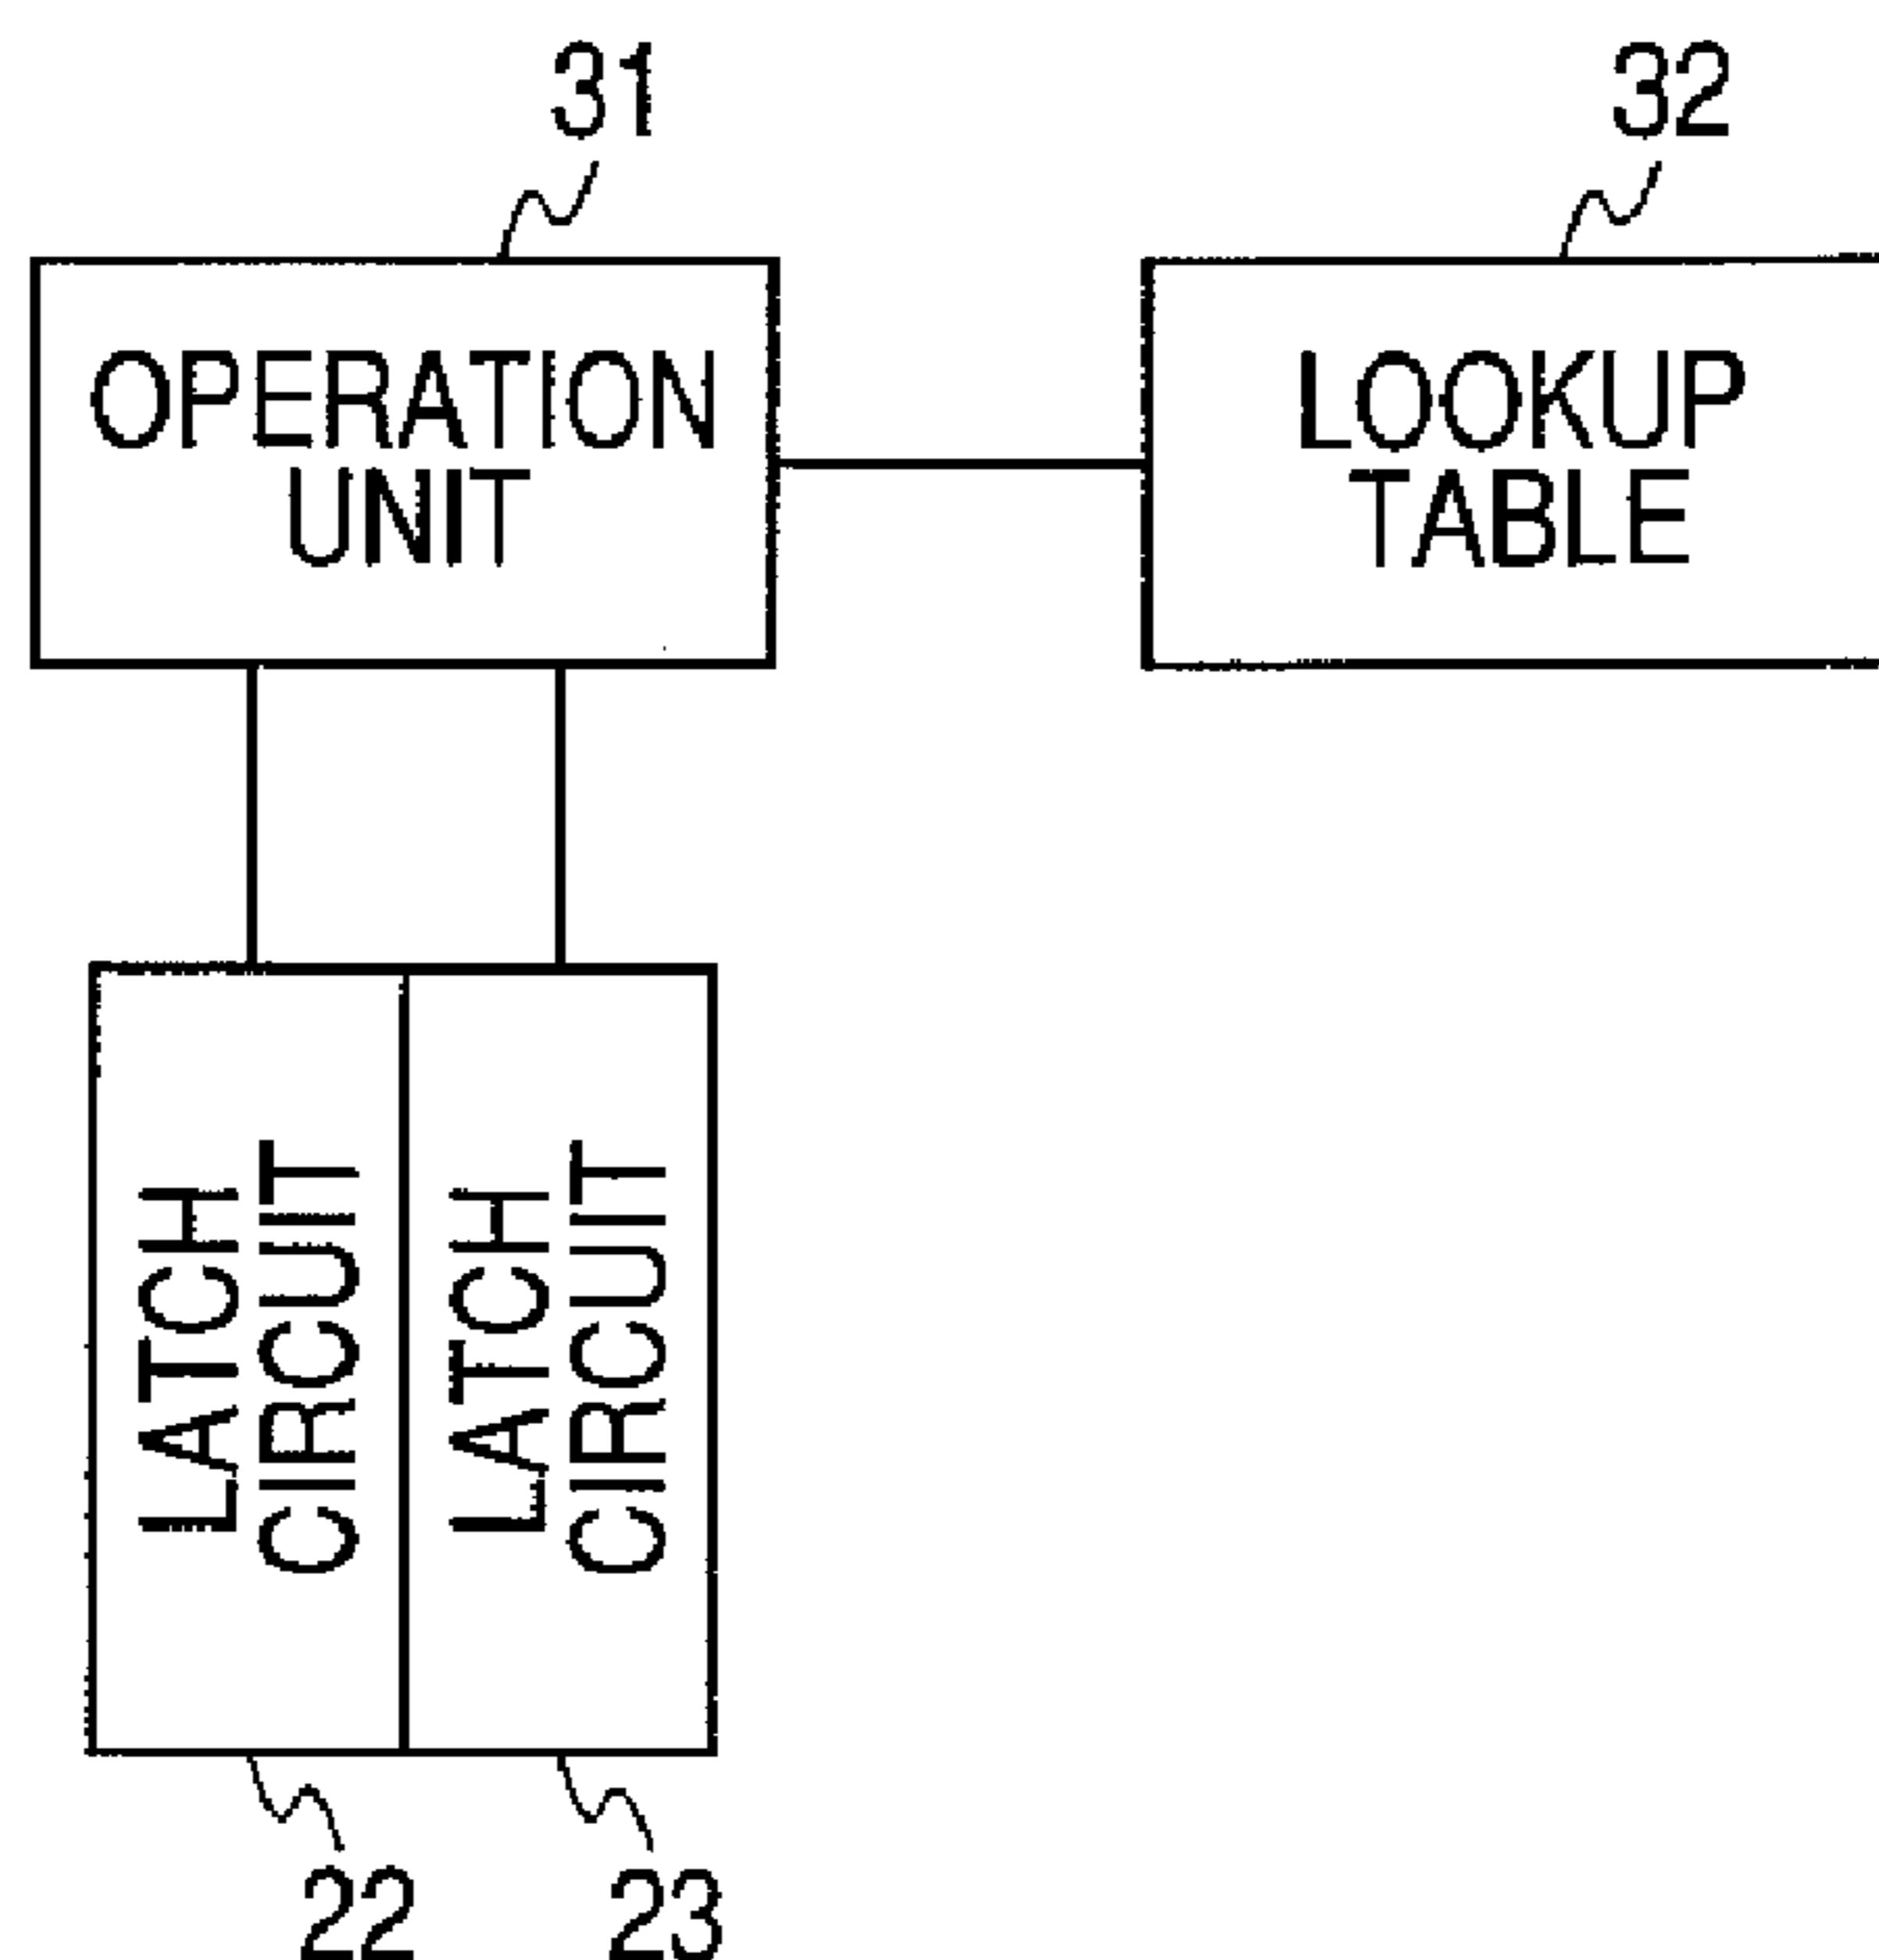 31
32
OPERATION
UNIT
LOOKUP
TABLE
LATCH
CIRCUIT
LATCH
CIRCUIT
22
23